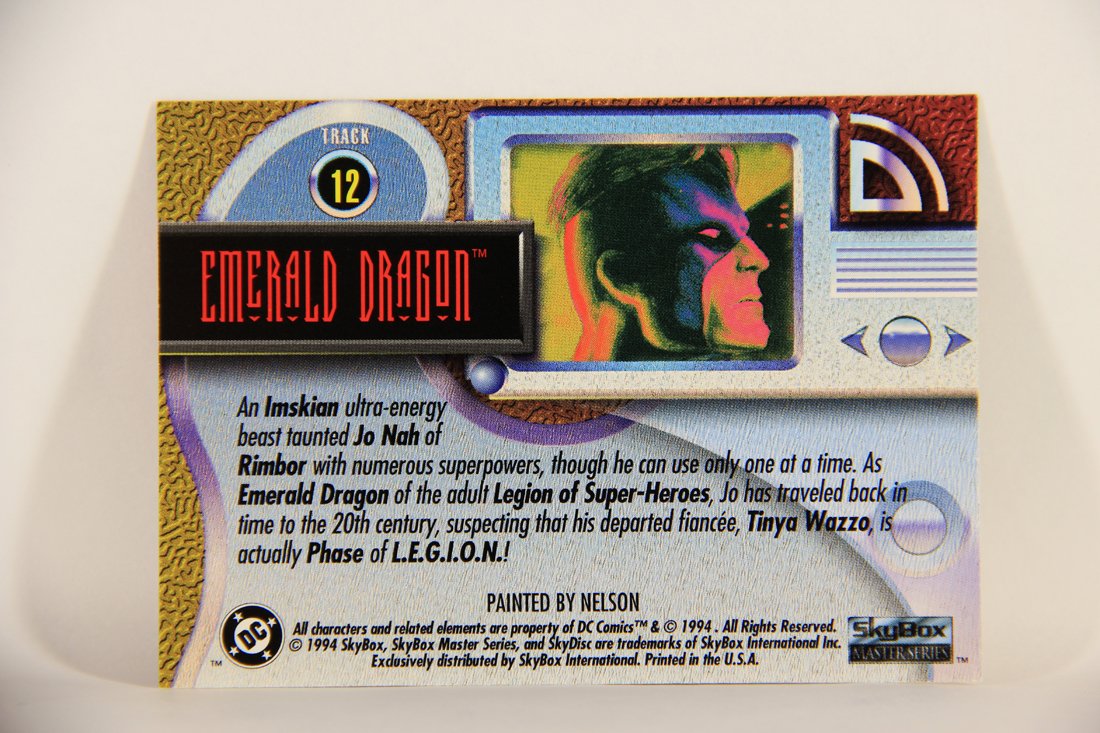 TRACK
12
EMERALD DRAGON™
An Imskian ultra-energy
beast taunted Jo Nah of
Rimbor with numerous superpowers, though he can use only one at a time. As
Emerald Dragon of the adult Legion of Super-Heroes, Jo has traveled back in
time to the 20th century, suspecting that his departed fiancée, Tinya Wazzo, is
actually Phase of L.E.G.I.O.N.!
PAINTED BY NELSON
All characters and related elements are property of DC Comics™ & © 1994 . All Rights Reserved.
© 1994 SkyBox, SkyBox Master Series, and SkyDisc are trademarks of SkyBox International Inc.
Exclusively distributed by SkyBox International. Printed in the U.S.A.
™ DC
SkyBox
MASTER SERIES ™